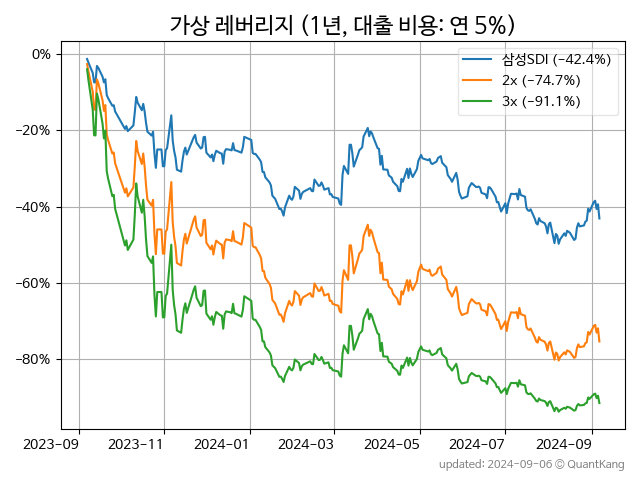 가상 레버리지 (1년, 대출 비용: 연 5%)
삼성SDI (−42.4%)
2x (−74.7%)
3x (−91.1%)
0%
−20%
−40%
−60%
−80%
2023-09 2023-11 2024-01 2024-03 2024-05 2024-07 2024-09
updated: 2024-09-06 © QuantKang